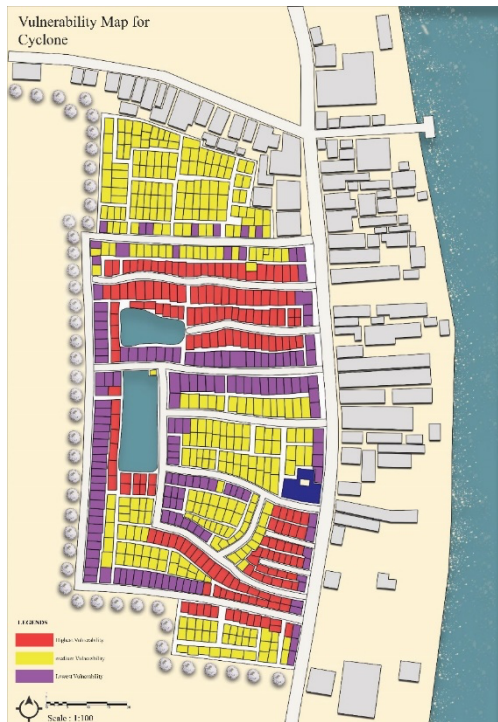 Vulnerability Map for
Cyclone
LEGENDS
Highest Vulnerability
medium Vulnerability
Lowest Vulnerability
Scale : 1:100